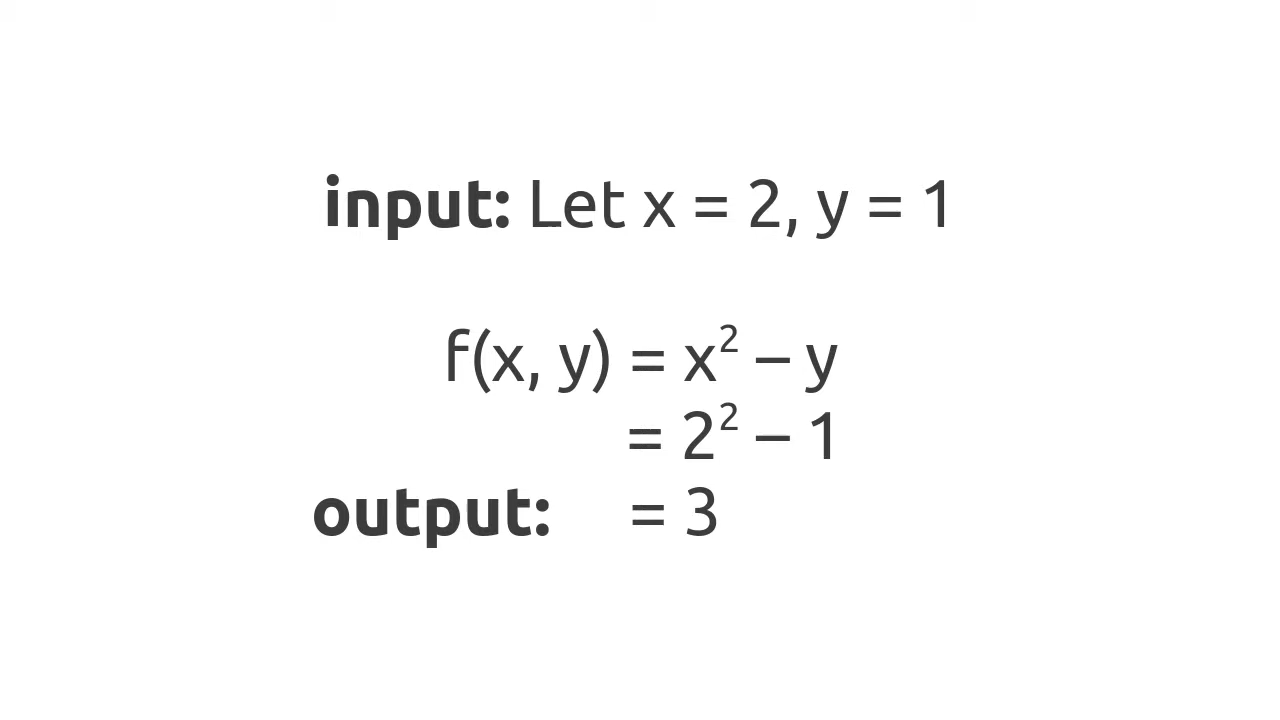 input: Let x = 2, y = 1
f(x, y) = x² – y
= 2² – 1
output: = 3